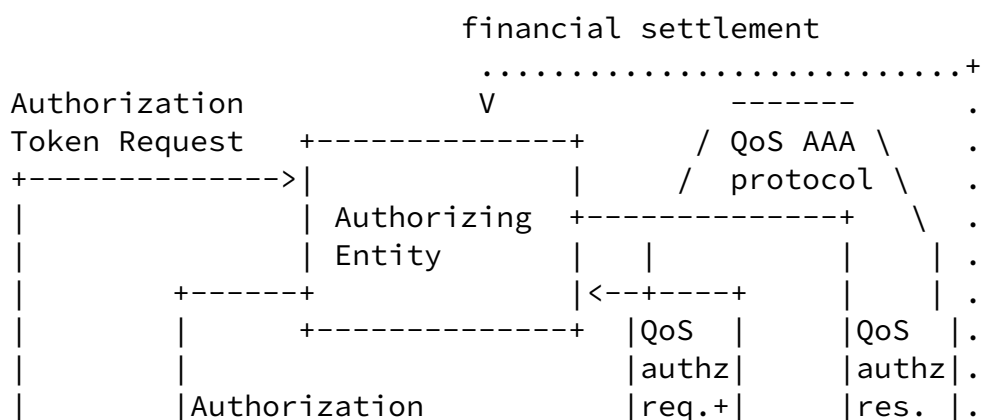 financial settlement
                                ...........................+
Authorization                   V                -------   .
Token Request    +--------------+             / QoS AAA \   .
+-------------->|              |            /  protocol \  .
|               | Authorizing  +--------------+    \  .
|               | Entity       |   |              |     |  .
|          +------+              |<--+----+       |     |  .
|          |      +--------------+  |QoS  |       |QoS  |.
|          |                        |authz|       |authz|.
|          |Authorization           |req.+|       |res. |.